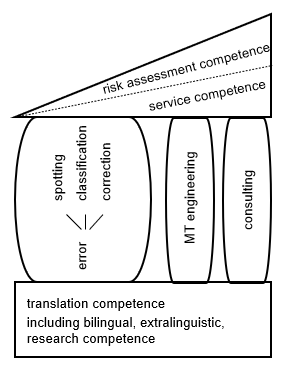 risk assessment competence
service competence
spotting
classification
correction
error
MT engineering
consulting
translation competence
including bilingual, extralinguistic,
research competence